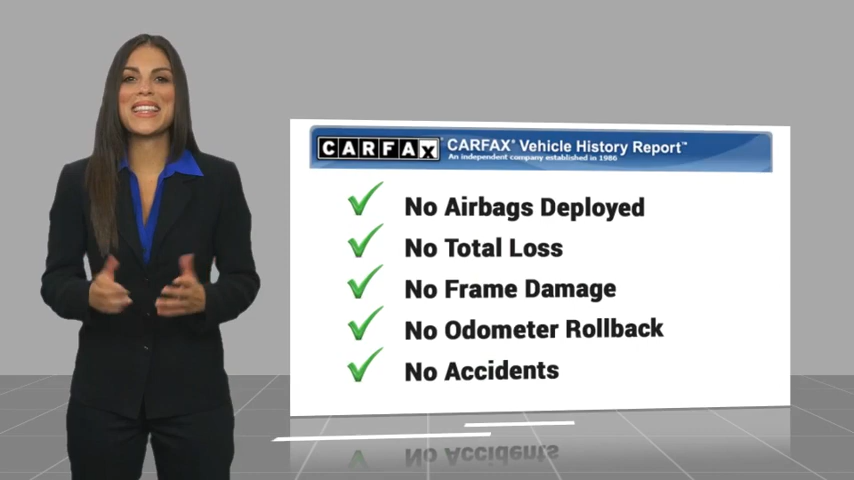 CARFAX CARFAX® Vehicle History Report™
An independent company established in 1986
No Airbags Deployed
No Total Loss
No Frame Damage
No Odometer Rollback
No Accidents
No Accidents